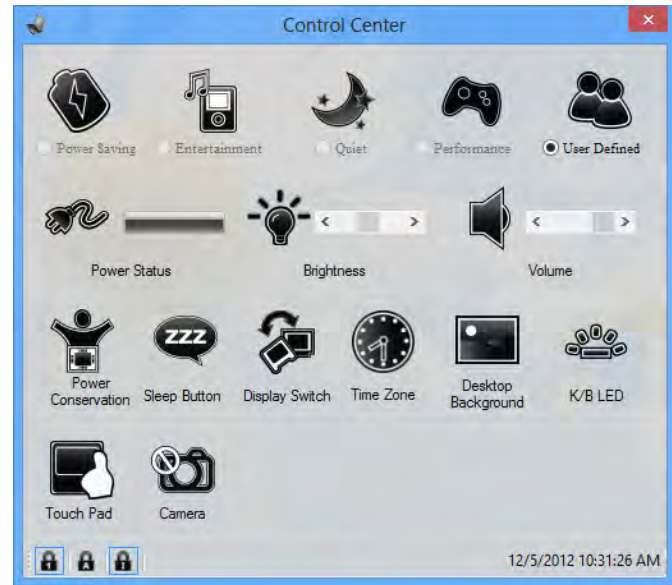 Control Center
Power Saving
Entertainment
Quiet
Performance
User Defined
Power Status
Brightness
Volume
ZZZ
Power
Conservation
Sleep Button
Display Switch
Time Zone
Desktop
Background
K/B LED
Touch Pad
Camera
1
A
12/5/2012 10:31:26 AM